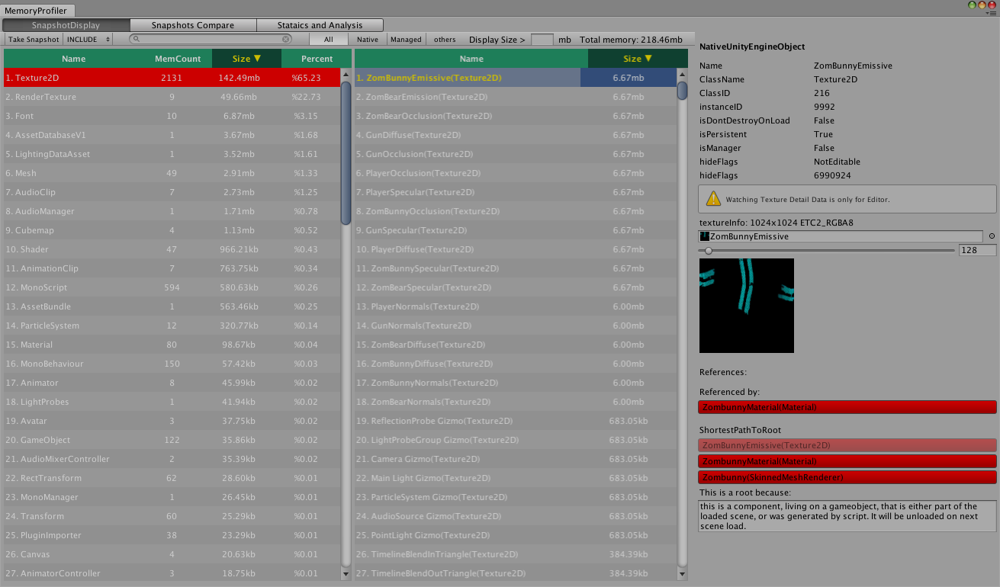 MemoryProfiler
SnapshotDisplay Snapshots Compare Stataics and Analysis
Take Snapshot INCLUDE All Native Managed others Display Size > mb Total memory: 218.46mb
Name MemCount Size ▼ Percent
1. Texture2D 2131 142.49mb %65.23
2. RenderTexture 9 49.66mb %22.73
3. Font 10 6.87mb %3.15
4. AssetDatabaseV1 1 3.67mb %1.68
5. LightingDataAsset 1 3.52mb %1.61
6. Mesh 49 2.91mb %1.33
7. AudioClip 7 2.73mb %1.25
8. AudioManager 1 1.71mb %0.78
9. Cubemap 4 1.13mb %0.52
10. Shader 47 966.21kb %0.43
11. AnimationClip 7 763.75kb %0.34
12. MonoScript 594 580.63kb %0.26
13. AssetBundle 1 563.46kb %0.25
14. ParticleSystem 12 320.77kb %0.14
15. Material 80 98.67kb %0.04
16. MonoBehaviour 150 57.42kb %0.03
17. Animator 8 45.99kb %0.02
18. LightProbes 1 41.94kb %0.02
19. Avatar 3 37.75kb %0.02
20. GameObject 122 35.86kb %0.02
21. AudioMixerController 2 35.39kb %0.02
22. RectTransform 62 28.60kb %0.01
23. MonoManager 1 26.45kb %0.01
24. Transform 60 25.29kb %0.01
25. PluginImporter 38 23.29kb %0.01
26. Canvas 4 20.63kb %0.01
27. AnimatorController 3 18.75kb %0.01
Name Size ▼
1. ZomBunnyEmissive(Texture2D) 6.67mb
2. ZomBearEmission(Texture2D) 6.67mb
3. ZomBearOcclusion(Texture2D) 6.67mb
4. GunDiffuse(Texture2D) 6.67mb
5. GunOcclusion(Texture2D) 6.67mb
6. PlayerOcclusion(Texture2D) 6.67mb
7. PlayerSpecular(Texture2D) 6.67mb
8. ZomBunnyOcclusion(Texture2D) 6.67mb
9. GunSpecular(Texture2D) 6.67mb
10. PlayerDiffuse(Texture2D) 6.67mb
11. ZomBunnySpecular(Texture2D) 6.67mb
12. ZomBearSpecular(Texture2D) 6.67mb
13. PlayerNormals(Texture2D) 6.00mb
14. GunNormals(Texture2D) 6.00mb
15. ZomBearDiffuse(Texture2D) 6.00mb
16. ZomBunnyDiffuse(Texture2D) 6.00mb
17. ZomBunnyNormals(Texture2D) 6.00mb
18. ZomBearNormals(Texture2D) 6.00mb
19. ReflectionProbe Gizmo(Texture2D) 683.05kb
20. LightProbeGroup Gizmo(Texture2D) 683.05kb
21. Camera Gizmo(Texture2D) 683.05kb
22. Main Light Gizmo(Texture2D) 683.05kb
23. ParticleSystem Gizmo(Texture2D) 683.05kb
24. AudioSource Gizmo(Texture2D) 683.05kb
25. PointLight Gizmo(Texture2D) 683.05kb
26. TimelineBlendInTriangle(Texture2D) 384.39kb
27. TimelineBlendOutTriangle(Texture2D) 384.39kb
NativeUnityEngineObject
Name ZomBunnyEmissive
ClassName Texture2D
ClassID 216
instanceID 9992
isDontDestroyOnLoad False
isPersistent True
isManager False
hideFlags NotEditable
hideFlags 6990924
Watching Texture Detail Data is only for Editor.
textureInfo: 1024x1024 ETC2_RGBA8
ZomBunnyEmissive
128
References:
Referenced by:
ZombunnyMaterial(Material)
ShortestPathToRoot
ZomBunnyEmissive(Texture2D)
ZombunnyMaterial(Material)
Zombunny(SkinnedMeshRenderer)
This is a root because:
this is a component, living on a gameobject, that is either part of the
loaded scene, or was generated by script. It will be unloaded on next
scene load.